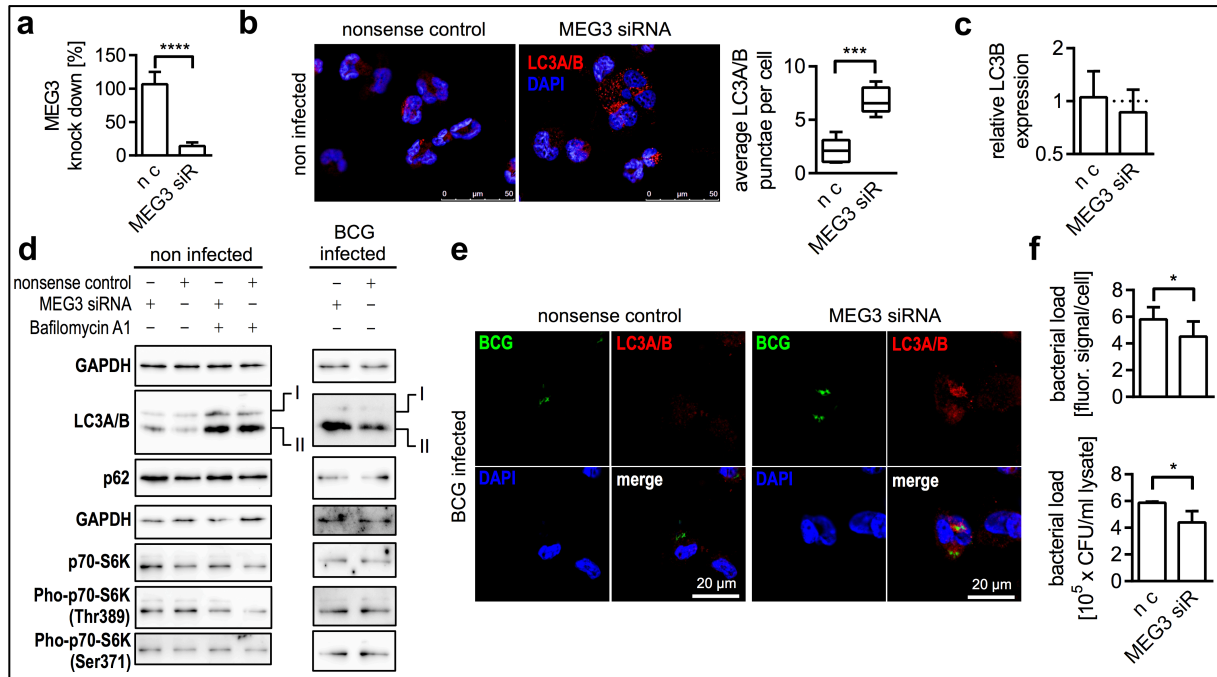 a
MEG3
knock down [%]
150
100
50
0
****
n c
MEG3 siR
b
nonsense control
MEG3 siRNA
non infected
LC3A/B
DAPI
0 µm 50
0 µm 50
average LC3A/B
punctae per cell
10
5
0
***
n c
MEG3 siR
c
relative LC3B
expression
2
1
0.5
n c
MEG3 siR
d
non infected
BCG
infected
nonsense control − + − + − +
MEG3 siRNA + − + − + −
Bafilomycin A1 − − + + − −
GAPDH
LC3A/B
I
II
I
II
p62
GAPDH
p70-S6K
Pho-p70-S6K
(Thr389)
Pho-p70-S6K
(Ser371)
e
nonsense control
MEG3 siRNA
BCG infected
BCG
LC3A/B
BCG
LC3A/B
DAPI
merge
DAPI
merge
20 µm
20 µm
f
bacterial load
[fluor. signal/cell]
8
6
4
2
0
*
bacterial load
[10⁵ x CFU/ml lysate]
8
6
4
2
0
*
n c
MEG3 siR